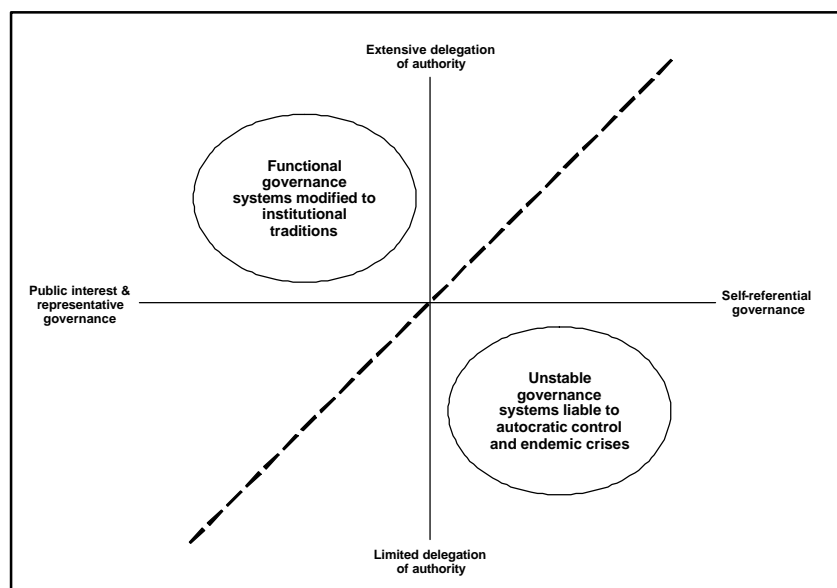 Extensive delegation
of authority
Functional
governance
systems modified to
institutional
traditions
Public interest &
representative
governance
Self-referential
governance
Unstable
governance
systems liable to
autocratic control
and endemic crises
Limited delegation
of authority